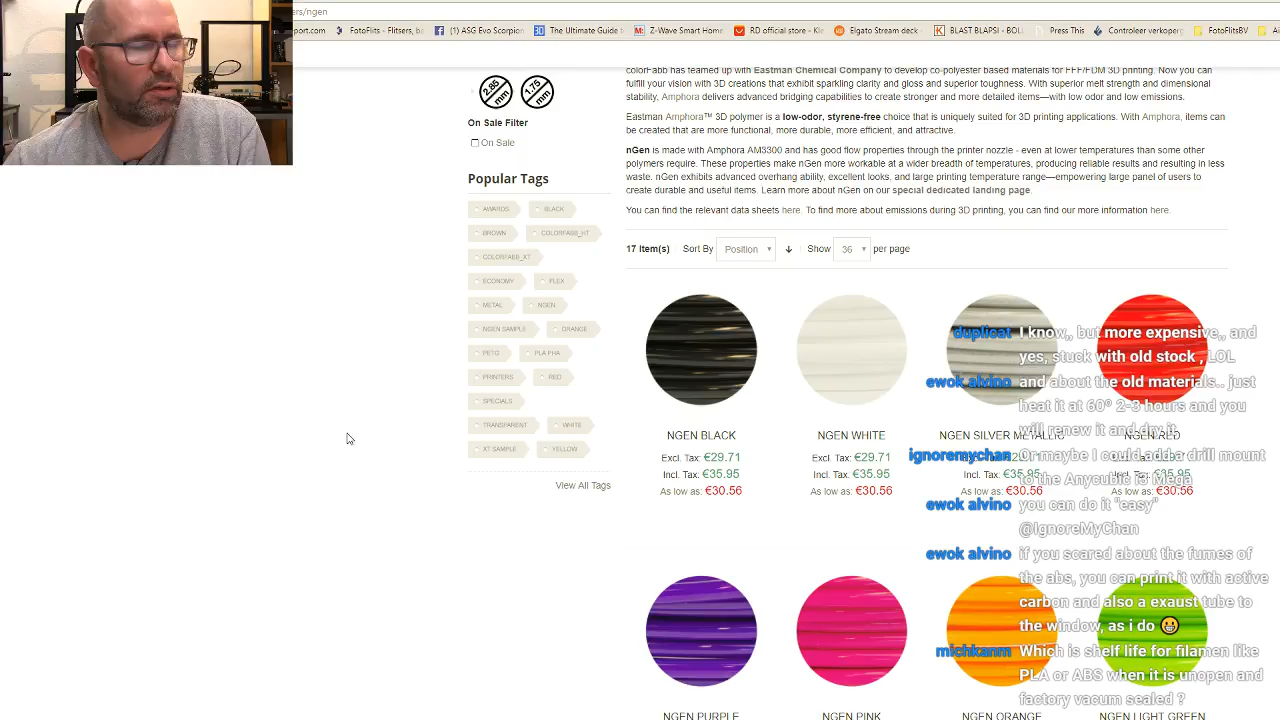 ers/ngen
port.com
FotoFlits - Flitsers, b
(1) ASG Evo Scorpion
The Ultimate Guide
Z-Wave Smart Home
RD official store - Kle
Elgato Stream deck
BLAST BLAPSI - BOL
Press This
Controleer verkoperg
FotoFlitsBV
colorFabb has teamed up with Eastman Chemical Company to develop co-polyester based materials for FFF/FDM 3D printing. Now you can
fulfill your vision with 3D creations that exhibit sparkling clarity and gloss and superior toughness. With superior melt strength and dimensional
stability, Amphora delivers advanced bridging capabilities to create stronger and more detailed items—with low odor and low emissions.
Eastman Amphora™ 3D polymer is a low-odor, styrene-free choice that is uniquely suited for 3D printing applications. With Amphora, items
can be created that are more functional, more durable, more efficient, and attractive.
nGen is made with Amphora AM3300 and has good flow properties through the printer nozzle - even at lower temperatures than some other
polymers require. These properties make nGen more workable at a wider breadth of temperatures, producing reliable results and resulting in less
waste. nGen exhibits advanced overhang ability, excellent looks, and large printing temperature range—empowering large panel of users to
create durable and useful items. Learn more about nGen on our special dedicated landing page.
You can find the relevant data sheets here. To find more about emissions during 3D printing, you can find our more information here.
2.85 mm
1.75 mm
On Sale Filter
On Sale
Popular Tags
AWARDS
BLACK
BROWN
COLORFABB_HT
COLORFABB_XT
ECONOMY
FLEX
METAL
NGEN
NGEN SAMPLE
ORANGE
PETG
PLA PHA
PRINTERS
RED
SPECIALS
TRANSPARENT
WHITE
XT SAMPLE
YELLOW
View All Tags
17 Item(s)
Sort By
Position
Show
36
per page
NGEN BLACK
Excl. Tax: €29.71
Incl. Tax: €35.95
As low as: €30.56
NGEN WHITE
Excl. Tax: €29.71
Incl. Tax: €35.95
As low as: €30.56
NGEN SILVER METALLIC
Incl. Tax: €35.95
As low as: €30.56
NGEN RED
As low as: €30.56
NGEN PURPLE
NGEN PINK
NGEN ORANGE
NGEN LIGHT GREEN
duplicat I know,, but more expensive,, and
yes, stuck with old stock , LOL
ewok alvino and about the old materials.. just
heat it at 60º 2-3 hours and you
will renew it and dry it
ignoremychan Or maybe I could add a drill mount
to the Anycubic i3 Mega
ewok alvino you can do it "easy"
@IgnoreMyChan
ewok alvino if you scared about the fumes of
the abs, you can print it with active
carbon and also a exaust tube to
the window, as i do 😀
michkanm Which is shelf life for filamen like
PLA or ABS when it is unopen and
factory vacum sealed ?